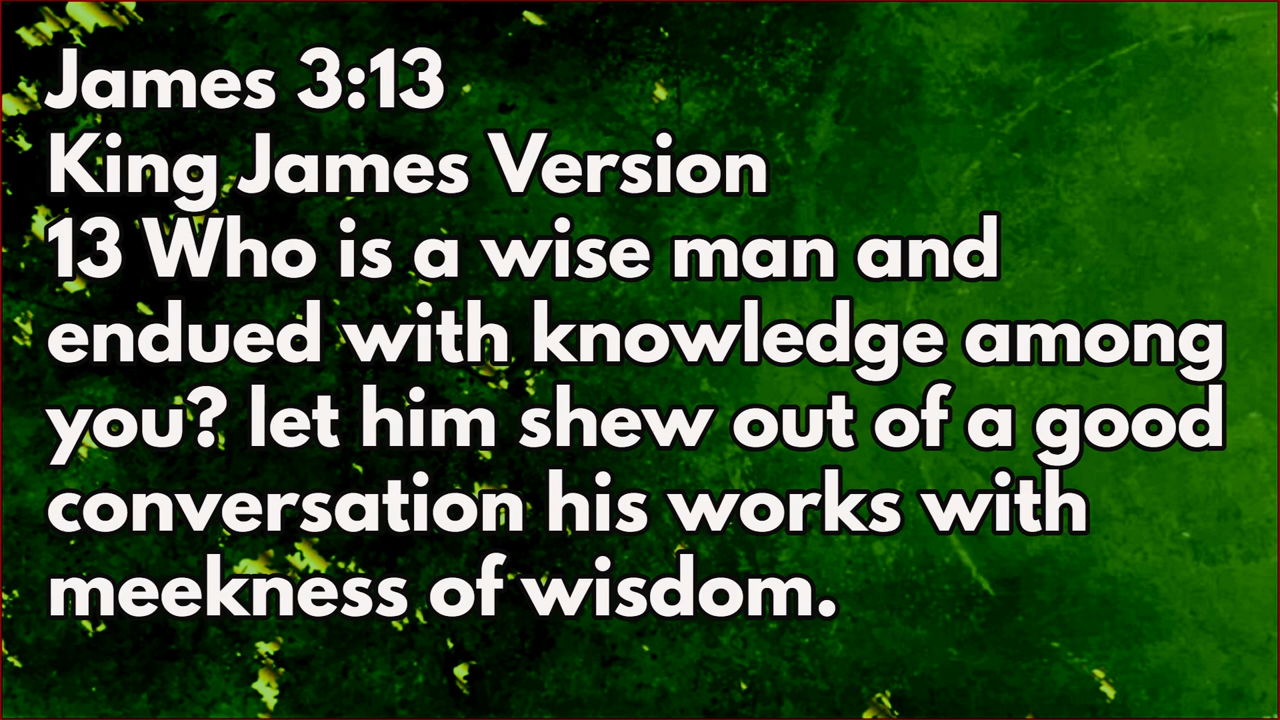 James 3:13
King James Version
13 Who is a wise man and
endued with knowledge among
you? let him shew out of a good
conversation his works with
meekness of wisdom.